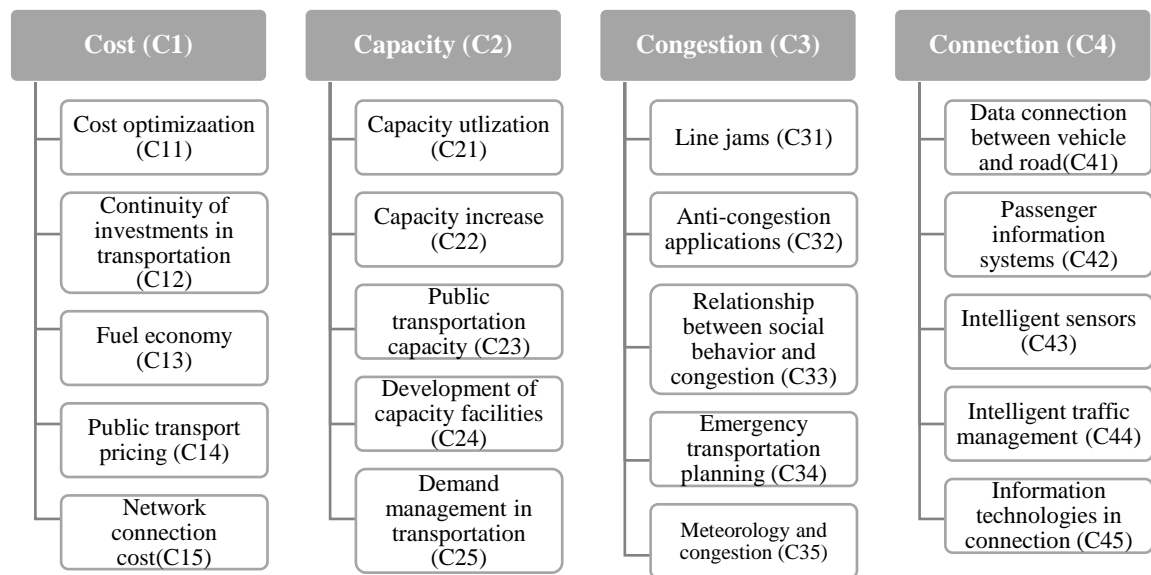 Cost (C1)
Cost optimizaation
(C11)
Continuity of
investments in
transportation
(C12)
Fuel economy
(C13)
Public transport
pricing (C14)
Network
connection
cost(C15)
Capacity (C2)
Capacity utlization
(C21)
Capacity increase
(C22)
Public
transportation
capacity (C23)
Development of
capacity facilities
(C24)
Demand
management in
transportation
(C25)
Congestion (C3)
Line jams (C31)
Anti-congestion
applications (C32)
Relationship
between social
behavior and
congestion (C33)
Emergency
transportation
planning (C34)
Meteorology and
congestion (C35)
Connection (C4)
Data connection
between vehicle
and road(C41)
Passenger
information
systems (C42)
Intelligent sensors
(C43)
Intelligent traffic
management (C44)
Information
technologies in
connection (C45)